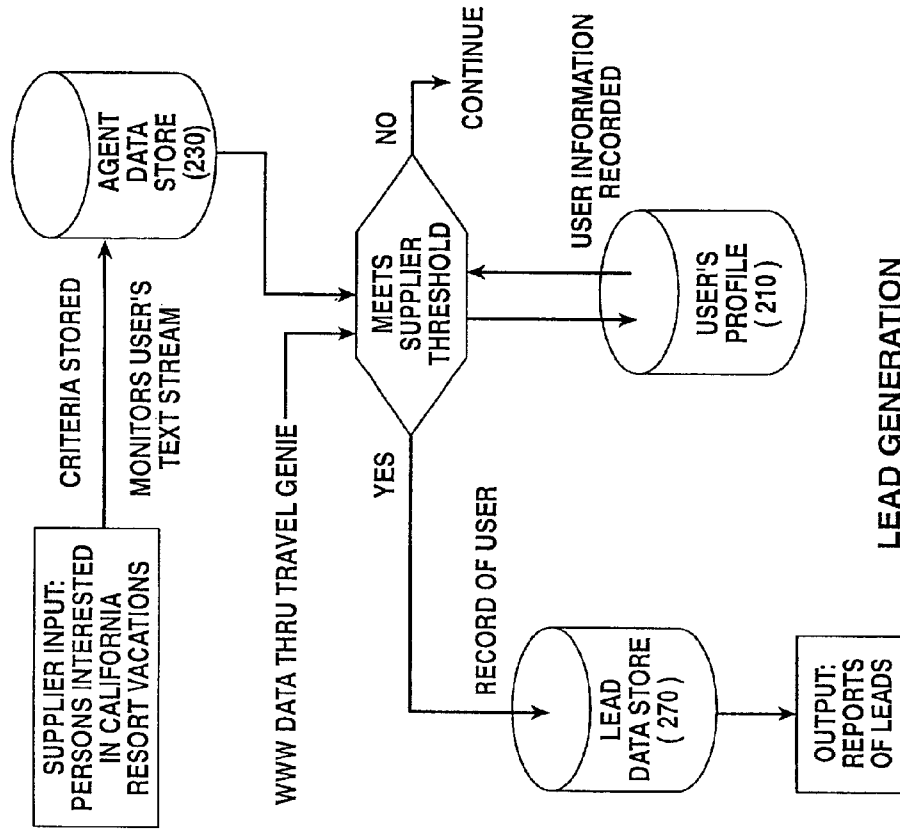 SUPPLIER INPUT:
PERSONS INTERESTED
IN CALIFORNIA
RESORT VACATIONS
CRITERIA STORED
MONITORS USER'S
TEXT STREAM
AGENT
DATA
STORE
(230)
WWW DATA THRU TRAVEL GENIE
MEETS
SUPPLIER
THRESHOLD
NO
CONTINUE
YES
RECORD OF USER
USER INFORMATION
RECORDED
USER'S
PROFILE
( 210 )
LEAD
DATA STORE
( 270 )
OUTPUT:
REPORTS
OF LEADS
LEAD GENERATION